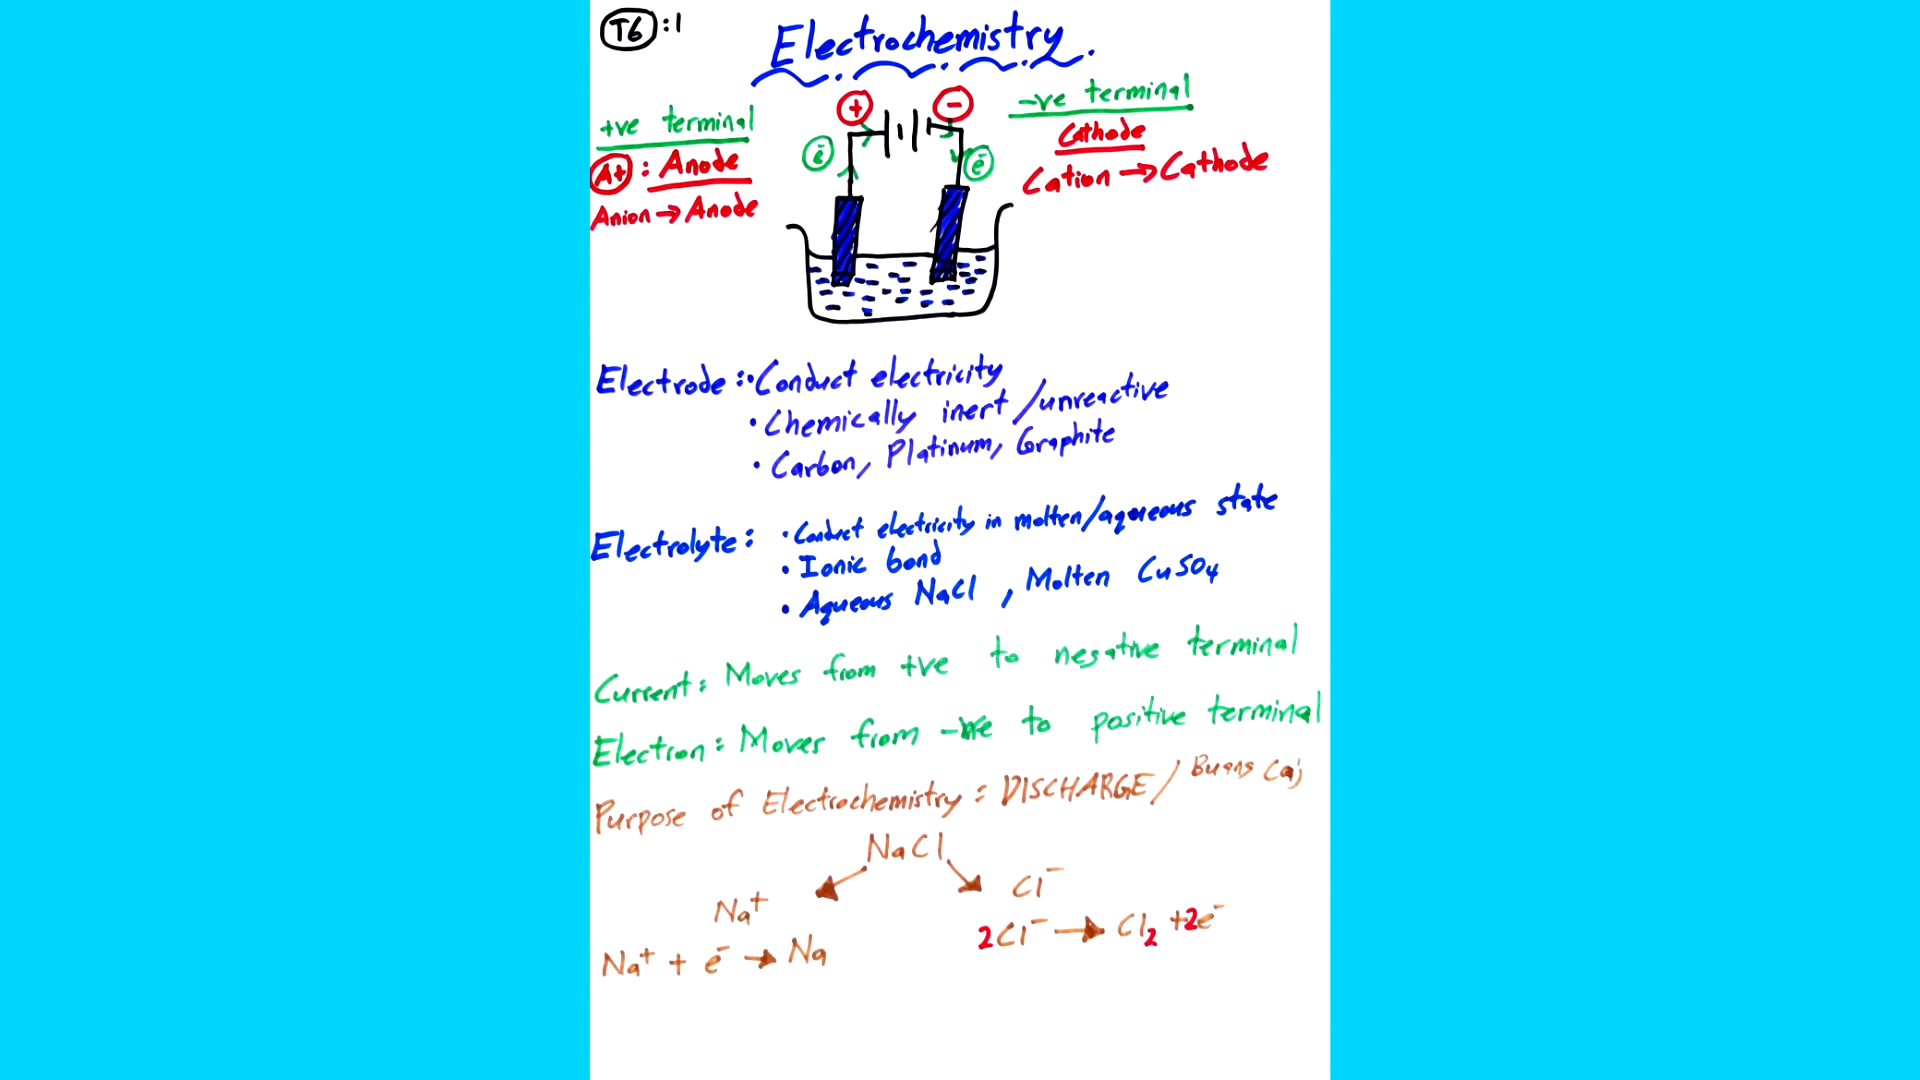 T6:1
Electrochemistry.
+ve terminal
A+: Anode
Anion → Anode
+
-
e⁻
e⁻
-ve terminal
Cathode
Cation → Cathode
Electrode: • Conduct electricity
• Chemically inert/unreactive
• Carbon, Platinum, Graphite
Electrolyte: • Conduct electricity in molten/aqueous state
• Ionic bond
• Aqueous NaCl, Molten CuSO₄
Current: Moves from +ve to negative terminal
Electron: Moves from -ve to positive terminal
Purpose of Electrochemistry: DISCHARGE/ Buang Caj
NaCl
Na⁺
Cl⁻
Na⁺ + e⁻ → Na
2Cl⁻ → Cl₂ + 2e⁻